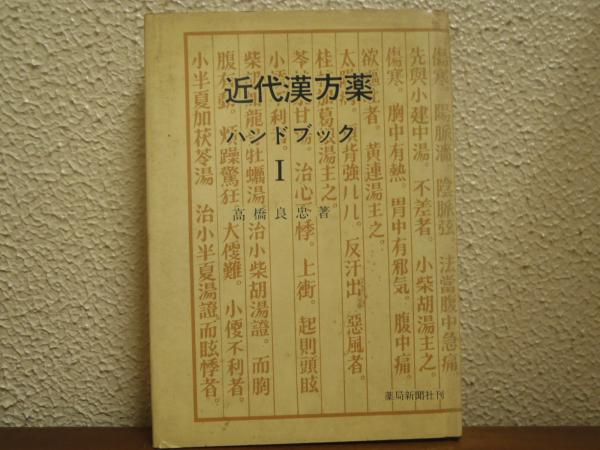 近代漢方薬
ハンドブック
I
高橋良忠著
傷寒、陽脈濇、陰脈弦、法當腹中急痛
先與小建中湯。不差者。小柴胡湯主之。
傷寒。胸中有熱。胃中有邪気。腹中痛。
欲嘔吐者。黄連湯主之。
太陽病。項背強几几。反汗出。惡風者。
桂枝加葛根湯主之。
治心下悸。上衝。起則頭眩
小便不利者。
柴胡加龍骨牡蠣湯治小柴胡湯證。而胸
腹有動。煩躁驚狂。大便難。小便不利者。
小半夏加茯苓湯 治小半夏湯證而眩悸者。
薬局新聞社刊